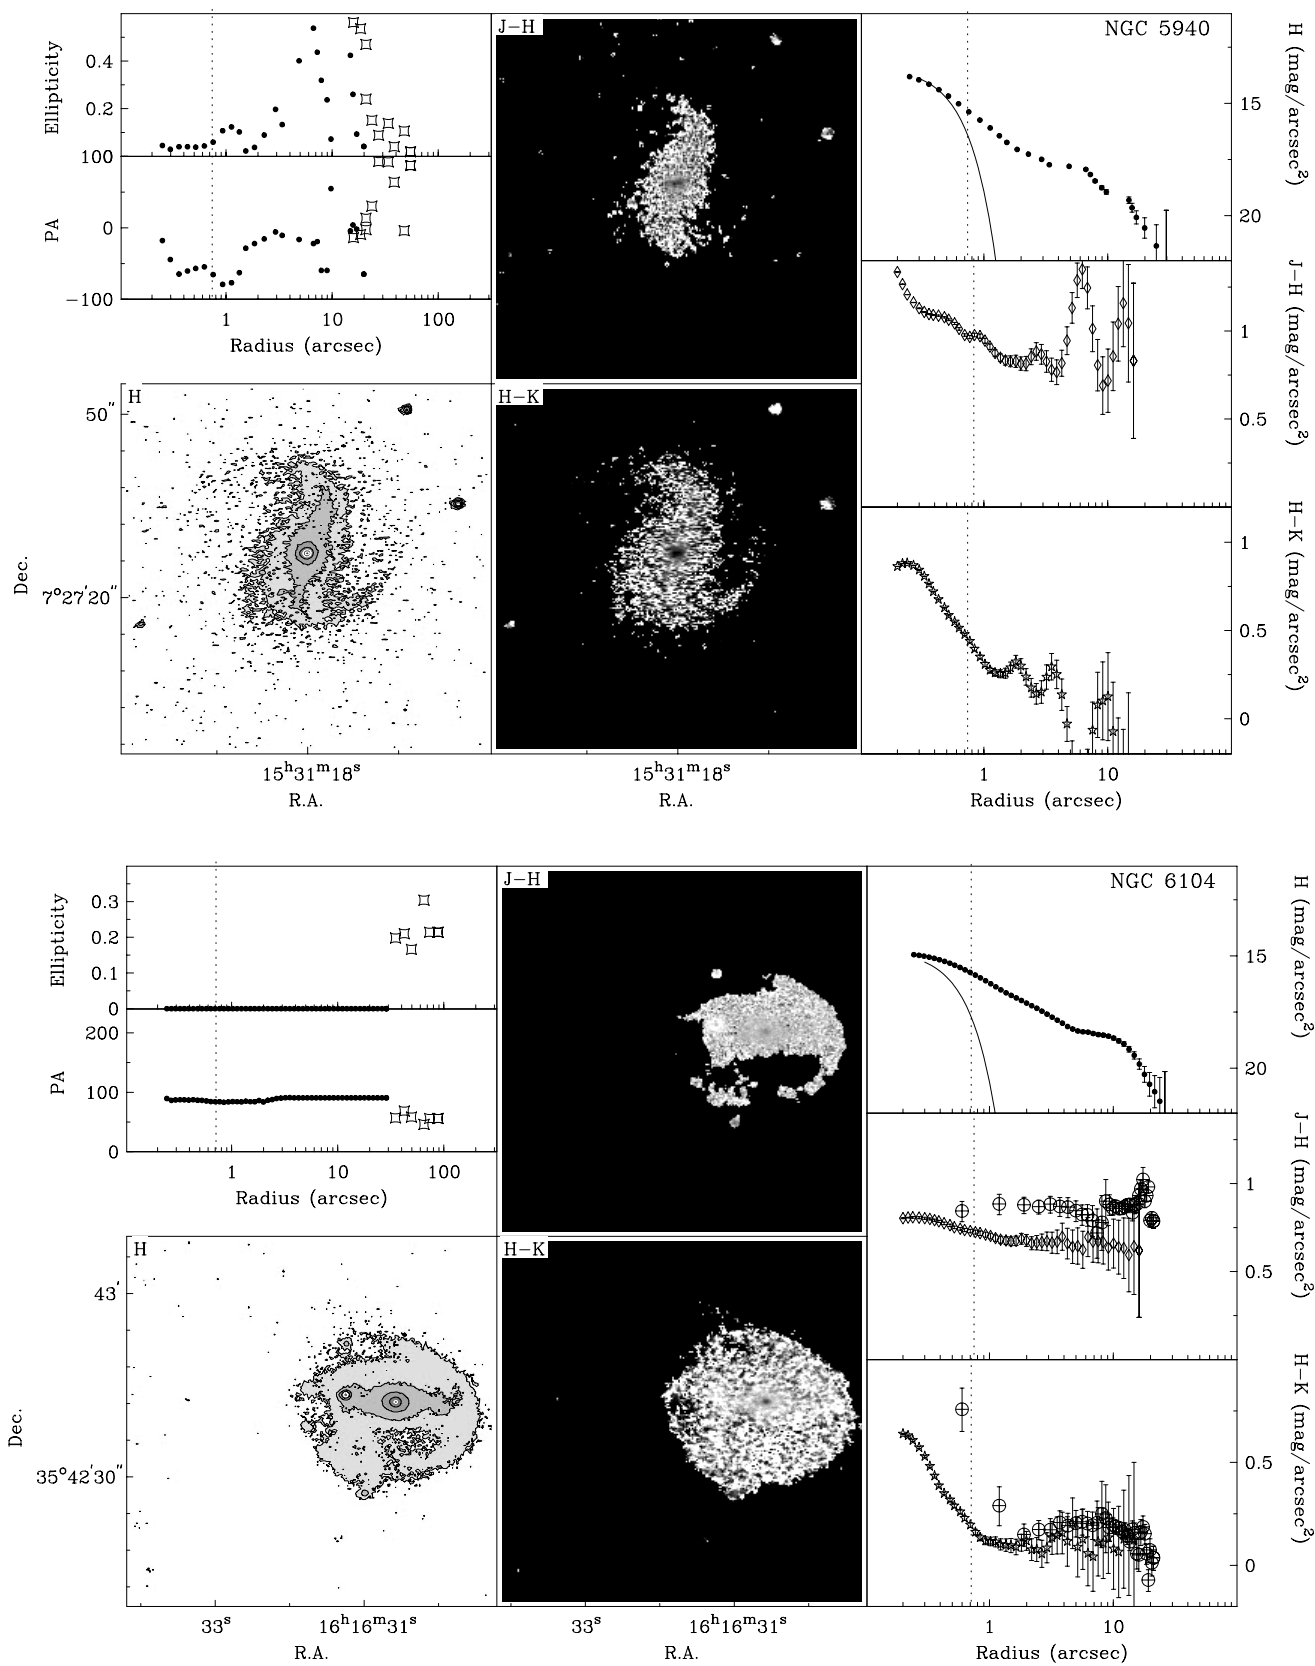 J−H
NGC 5940
Ellipticity
0.4
0.2
100
PA
0
−100
1 10 100
Radius (arcsec)
H (mag/arcsec²)
15
20
J−H (mag/arcsec²)
1
0.5
H
H−K
50″
Dec.
7°27′20″
H−K (mag/arcsec²)
1
0.5
0
15ʰ31ᵐ18ˢ
R.A.
15ʰ31ᵐ18ˢ
R.A.
1 10
Radius (arcsec)
J−H
NGC 6104
Ellipticity
0.3
0.2
0.1
0
PA
200
100
0
1 10 100
Radius (arcsec)
H (mag/arcsec²)
15
20
J−H (mag/arcsec²)
1
0.5
H
H−K
43′
Dec.
35°42′30″
H−K (mag/arcsec²)
0.5
0
33ˢ 16ʰ16ᵐ31ˢ
R.A.
33ˢ 16ʰ16ᵐ31ˢ
R.A.
1 10
Radius (arcsec)